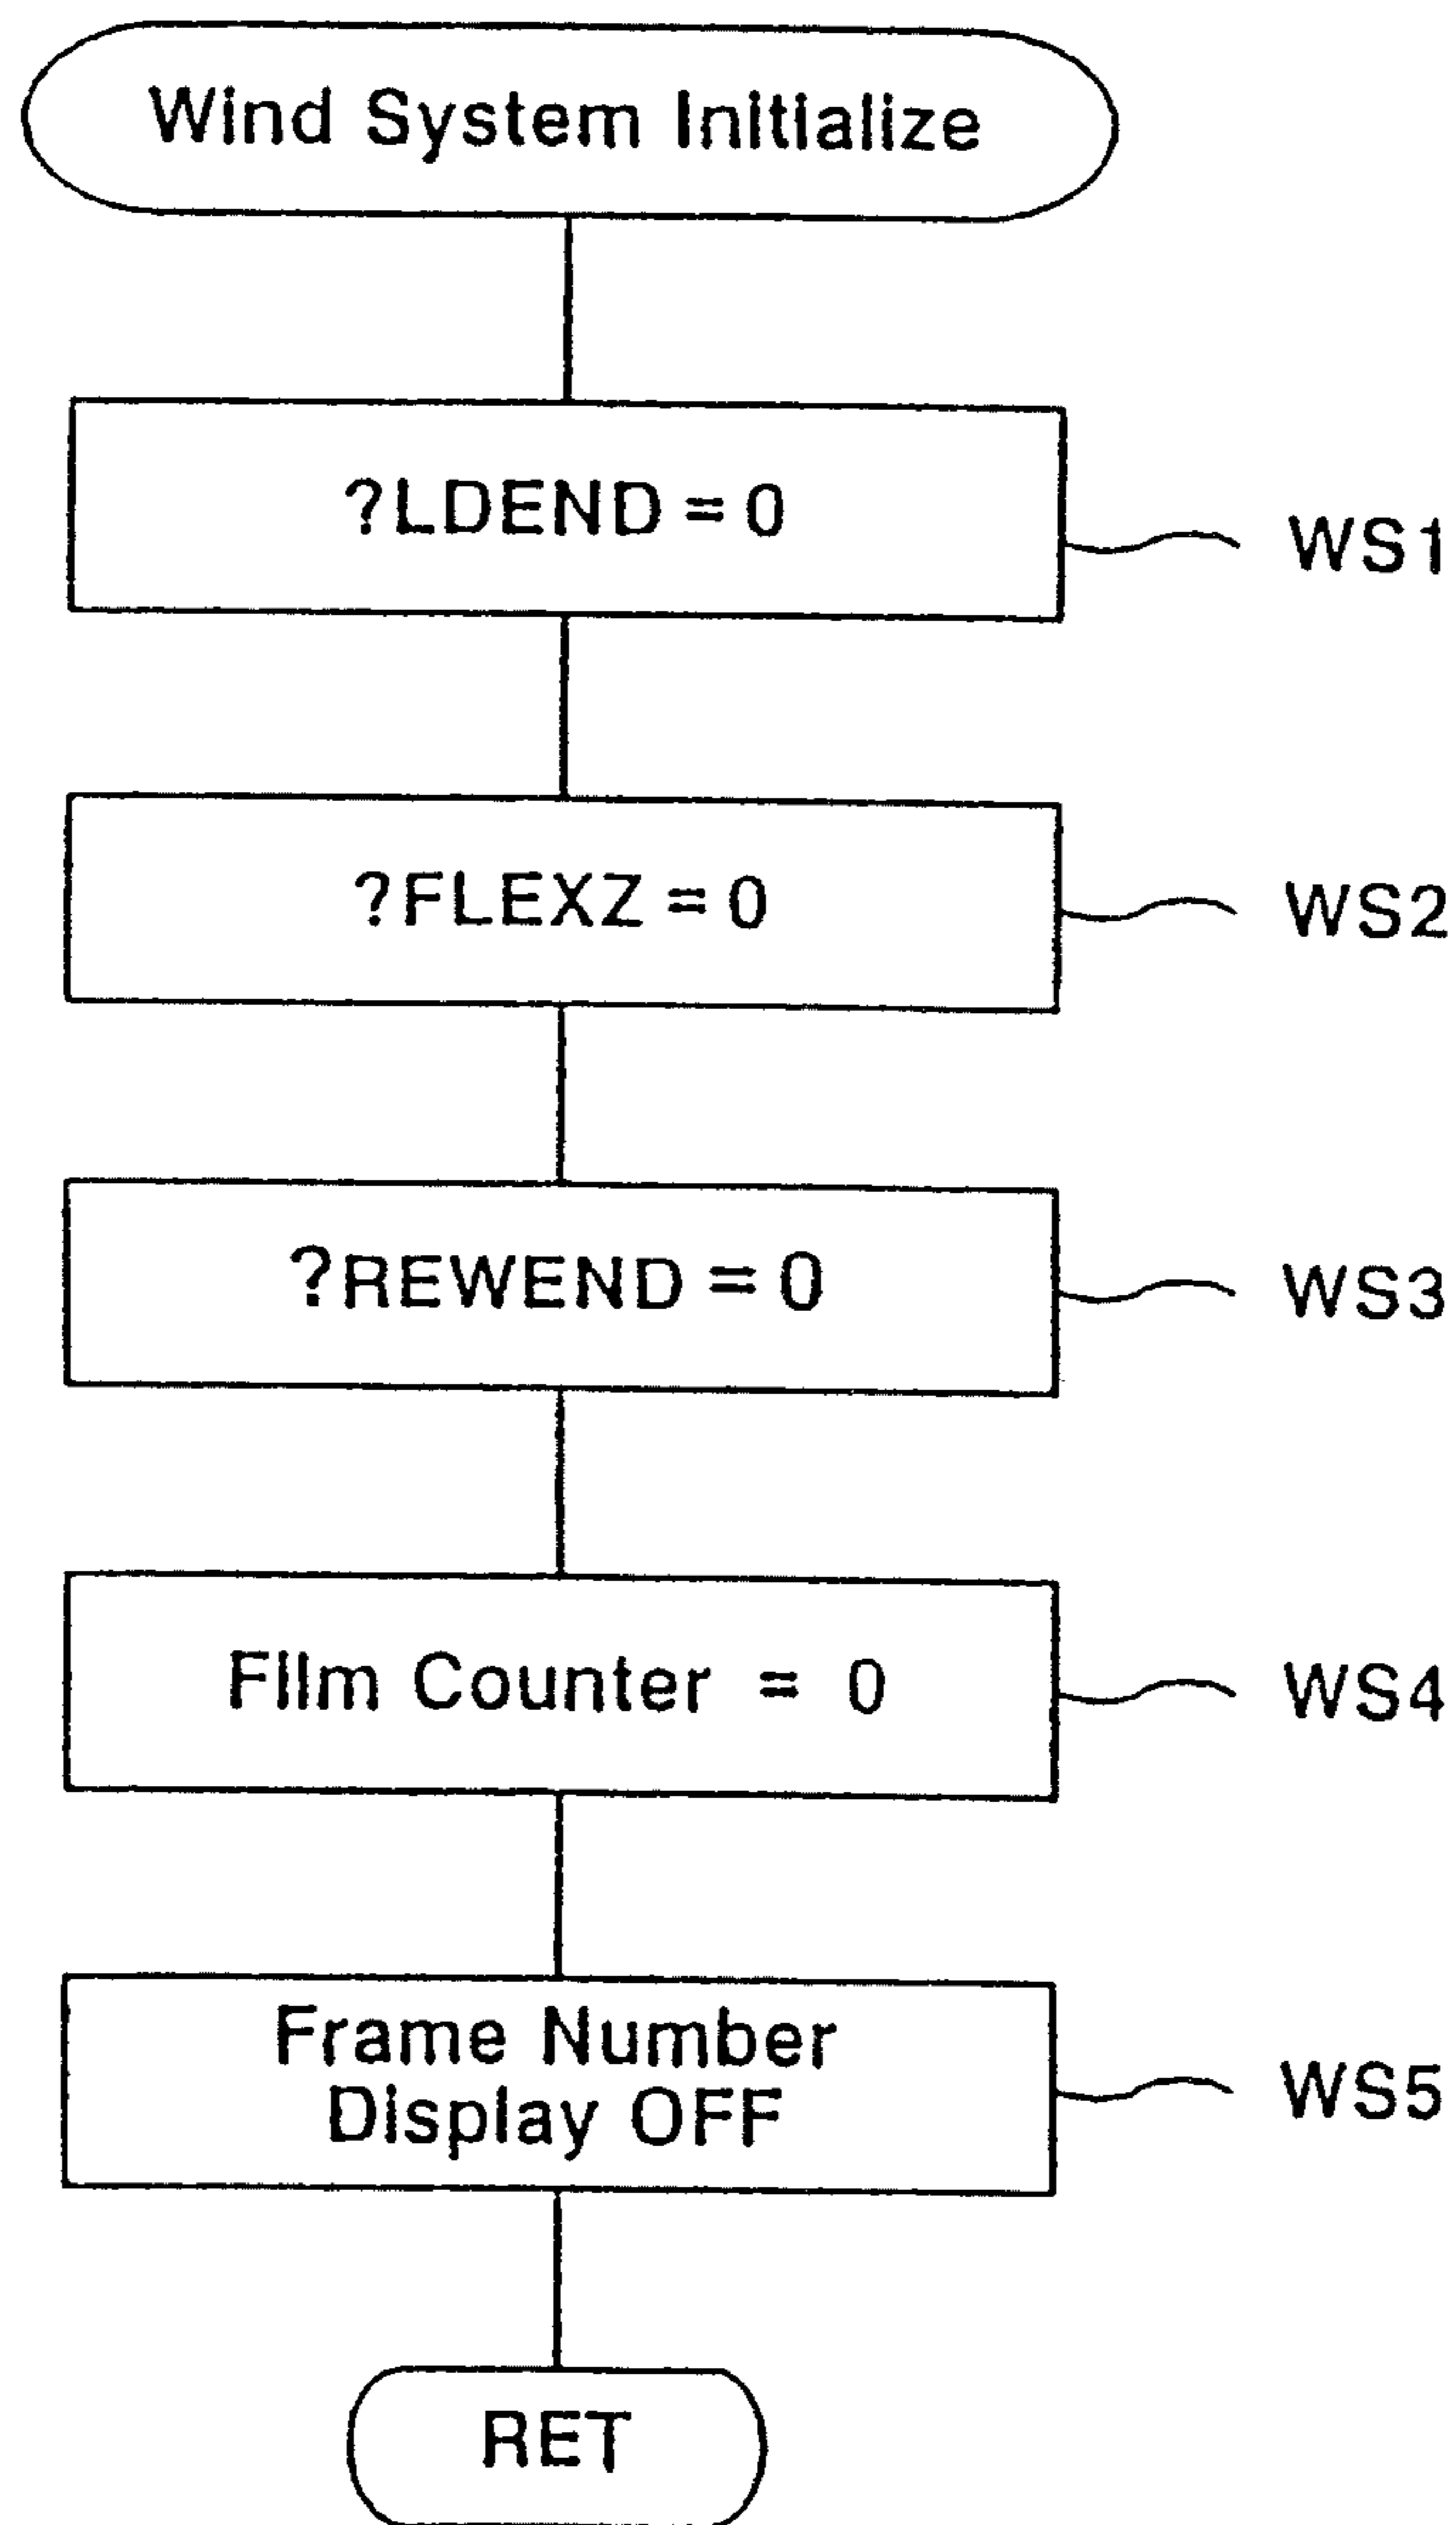 Wind System Initialize
?LDEND = 0
WS1
?FLEXZ = 0
WS2
?REWEND = 0
WS3
Film Counter = 0
WS4
Frame Number
Display OFF
WS5
RET